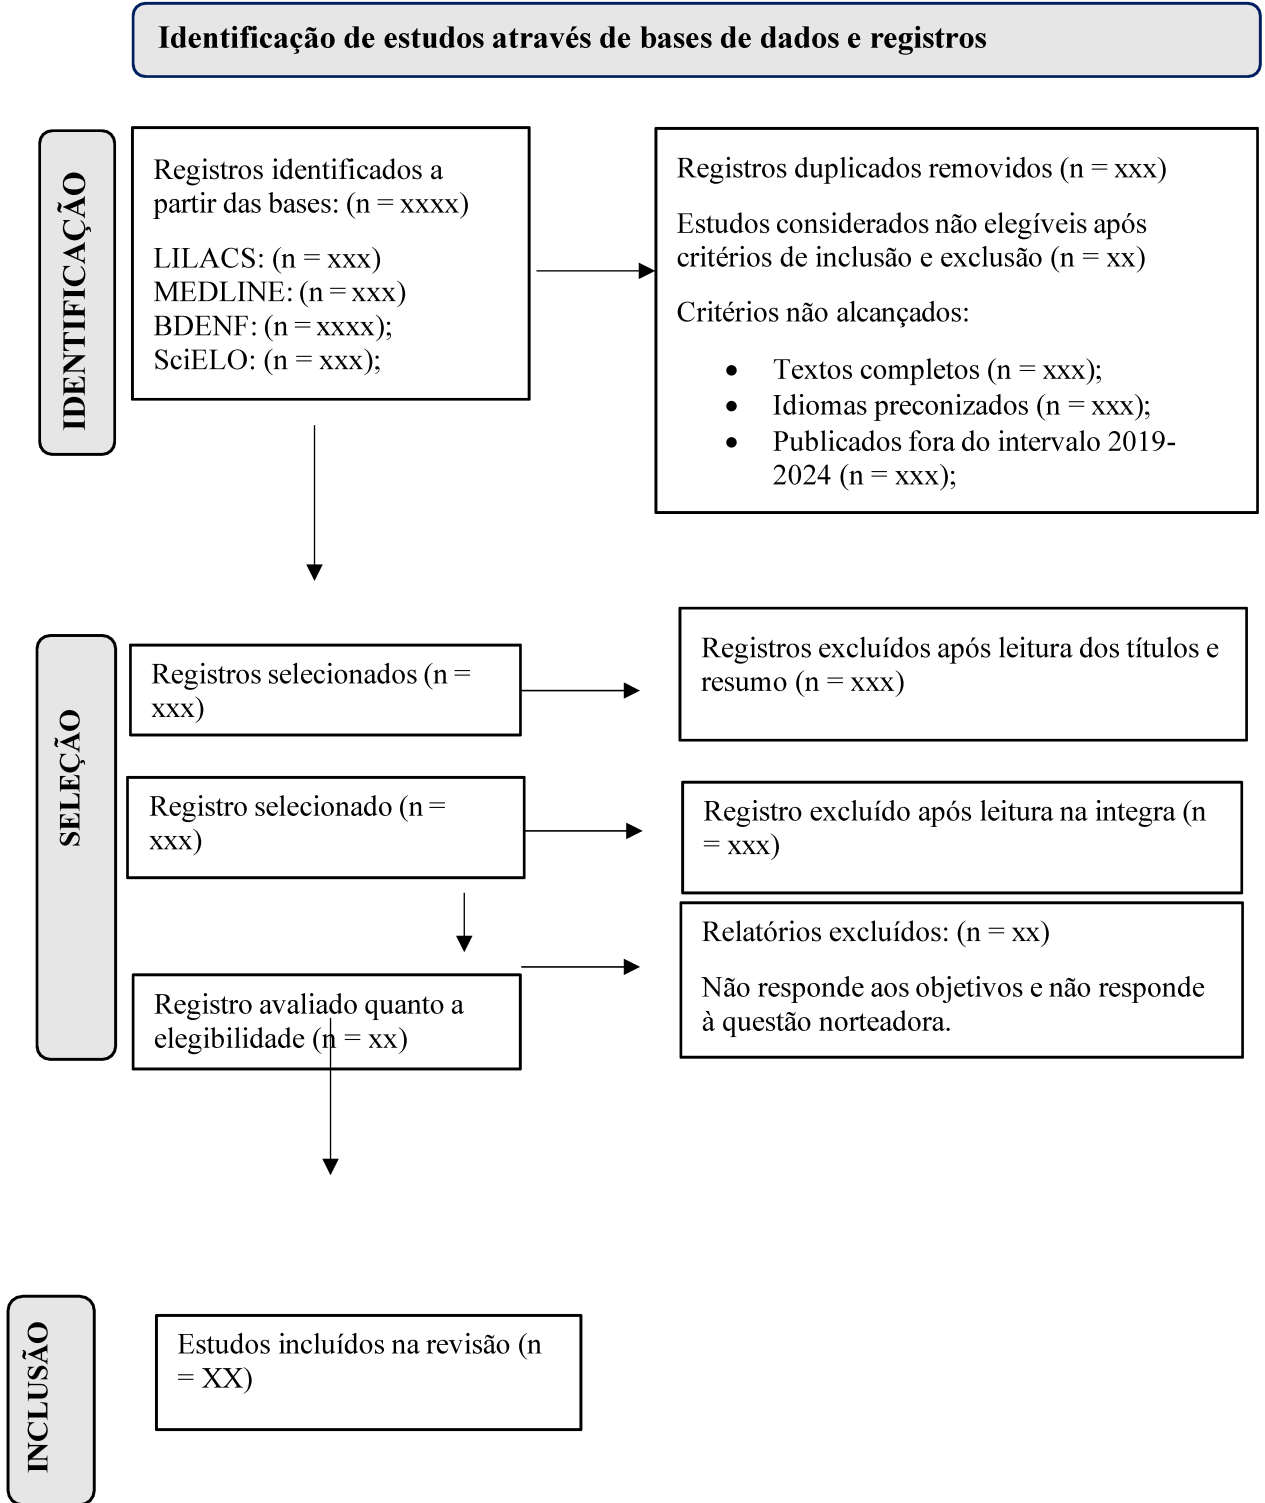 Identificação de estudos através de bases de dados e registros
IDENTIFICAÇÃO
Registros identificados a
partir das bases: (n = xxxx)
LILACS: (n = xxx)
MEDLINE: (n = xxx)
BDENF: (n = xxxx);
SciELO: (n = xxx);
Registros duplicados removidos (n = xxx)
Estudos considerados não elegíveis após
critérios de inclusão e exclusão (n = xx)
Critérios não alcançados:
• Textos completos (n = xxx);
• Idiomas preconizados (n = xxx);
• Publicados fora do intervalo 2019-
2024 (n = xxx);
SELEÇÃO
Registros selecionados (n =
xxx)
Registros excluídos após leitura dos títulos e
resumo (n = xxx)
Registro selecionado (n =
xxx)
Registro excluído após leitura na integra (n
= xxx)
Registro avaliado quanto a
elegibilidade (n = xx)
Relatórios excluídos: (n = xx)
Não responde aos objetivos e não responde
à questão norteadora.
INCLUSÃO
Estudos incluídos na revisão (n
= XX)